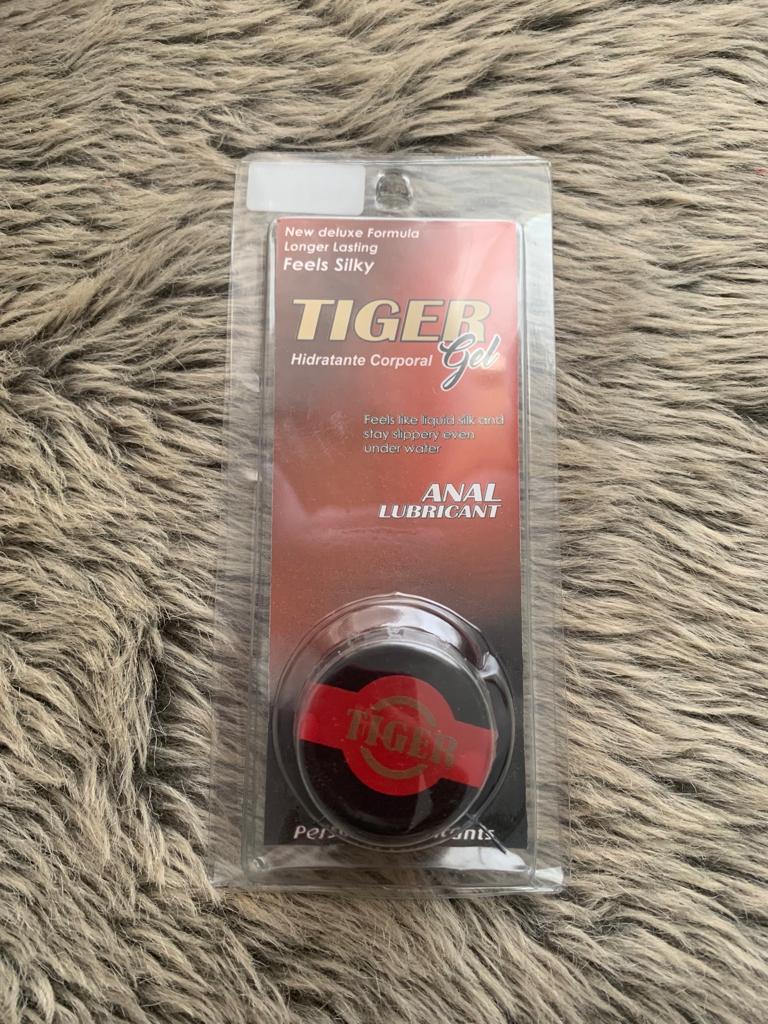 New deluxe Formula
Longer Lasting
Feels Silky
TIGER
Gel
Hidratante Corporal
Feels like liquid silk and
stay slippery even
under water
ANAL
LUBRICANT
TIGER